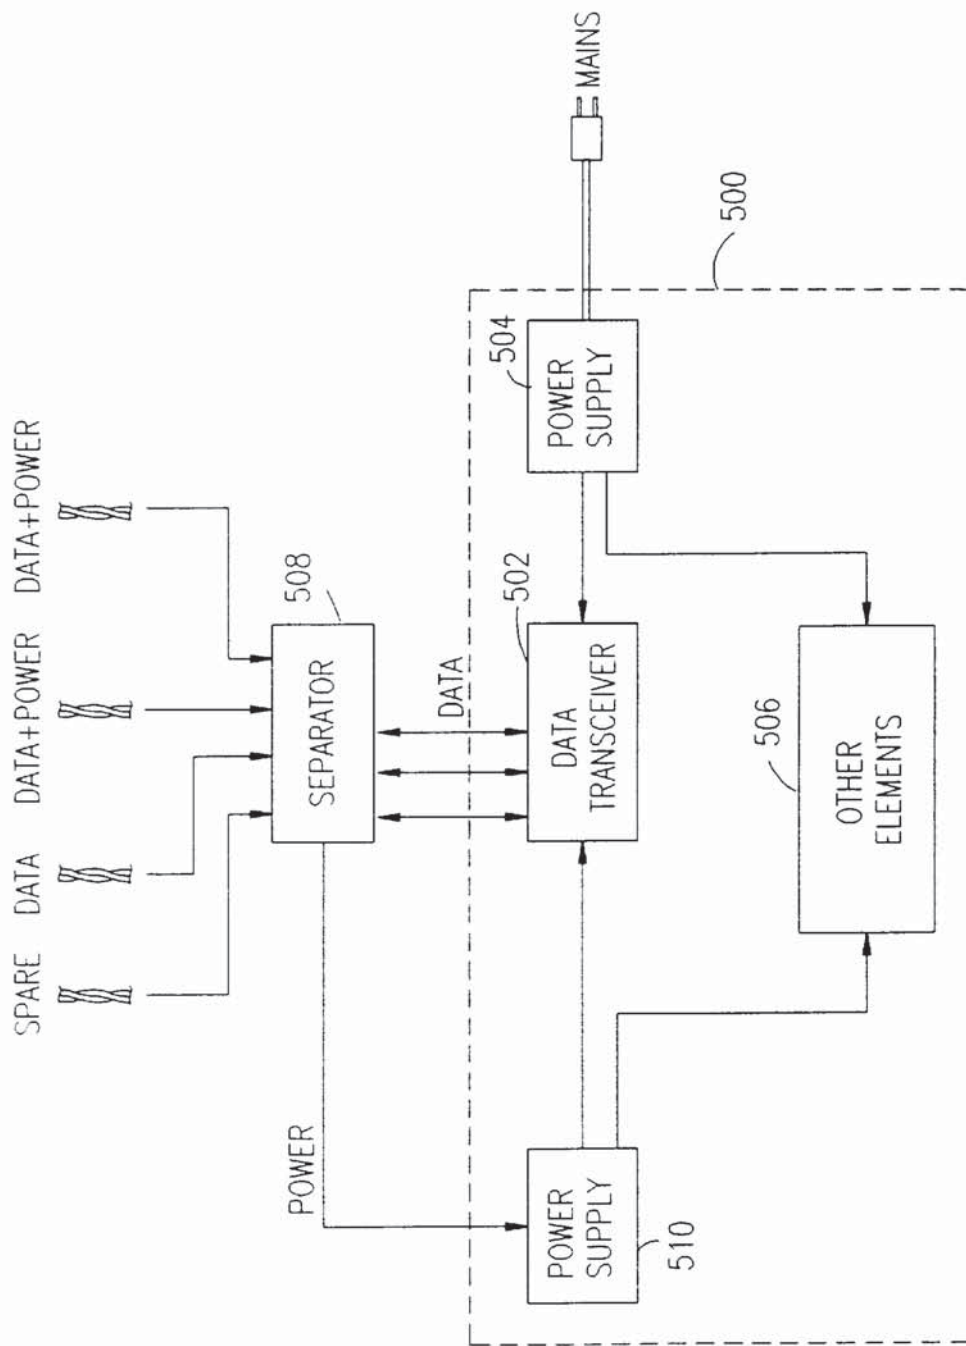 SPARE
DATA
DATA+POWER
DATA+POWER
508
SEPARATOR
POWER
DATA
502
DATA
TRANSCEIVER
504
POWER
SUPPLY
MAINS
500
POWER
SUPPLY
510
506
OTHER
ELEMENTS